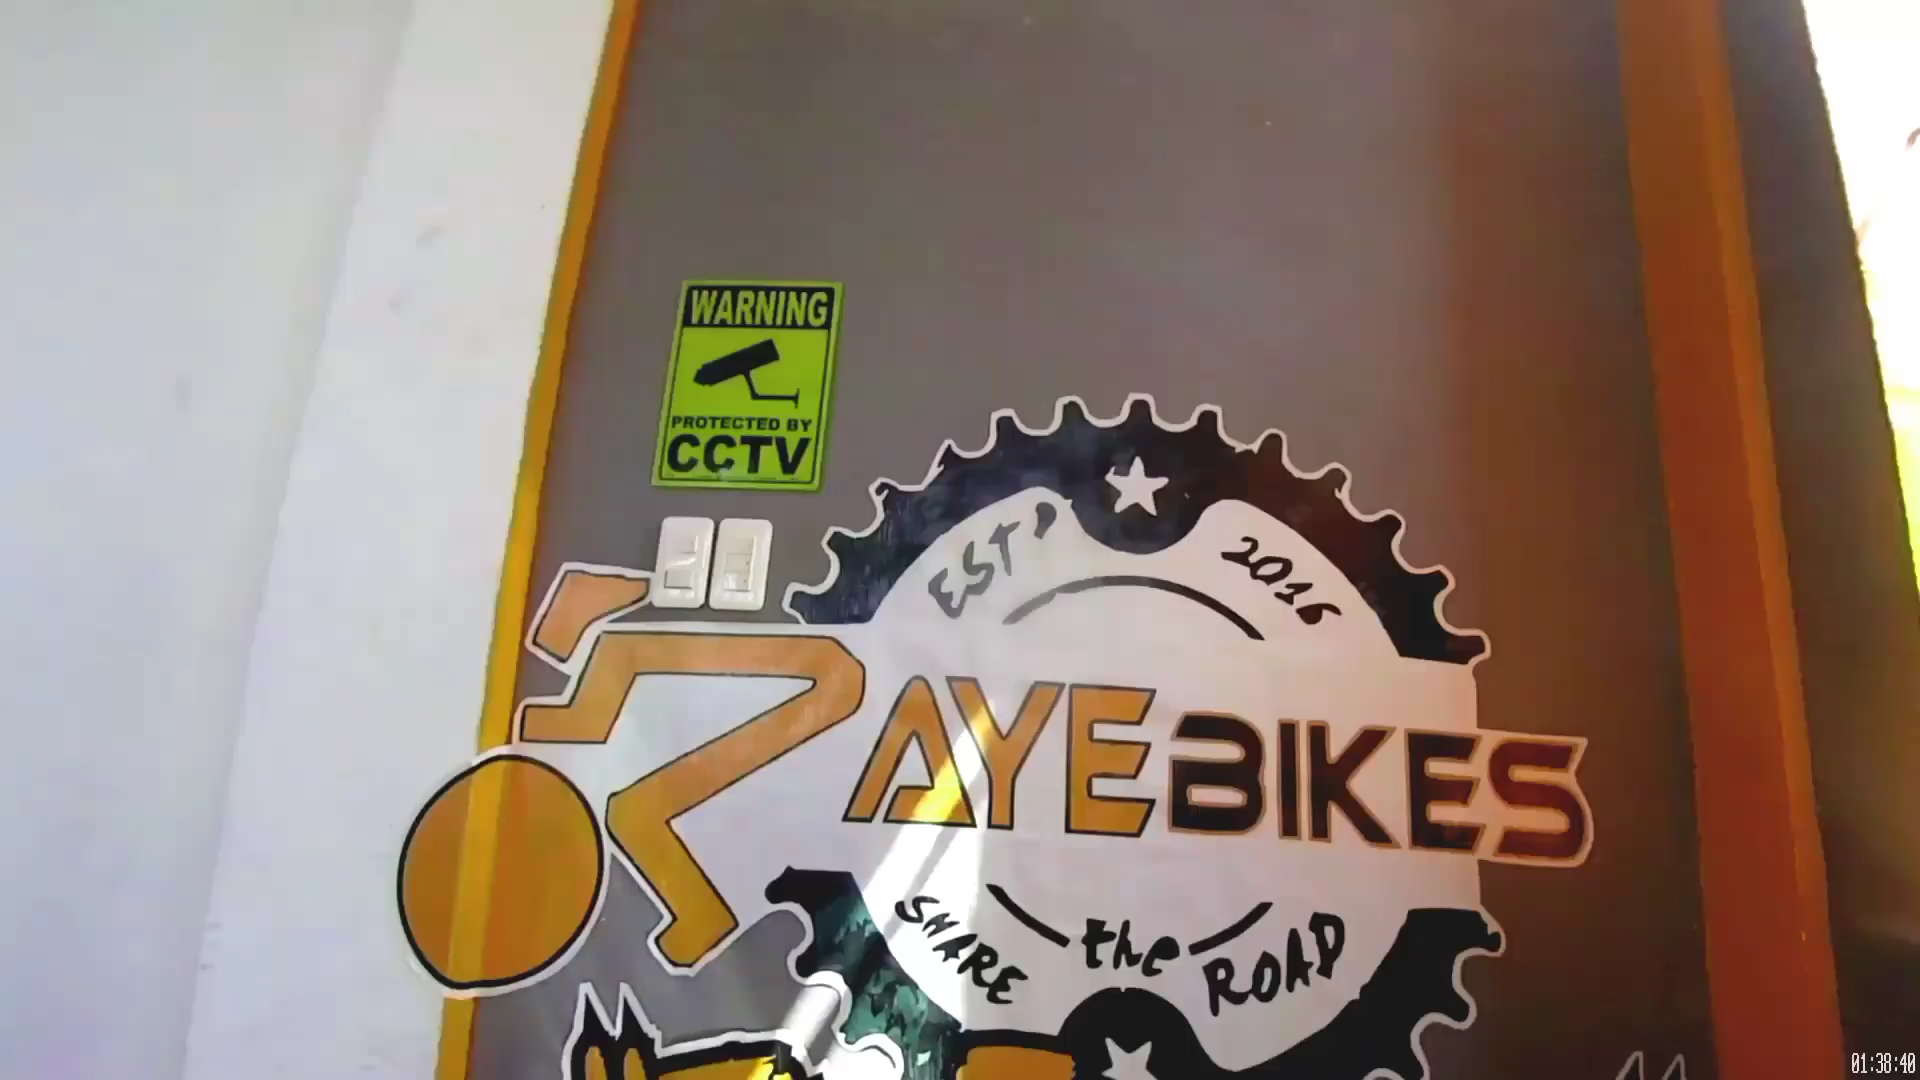 WARNING
PROTECTED BY
CCTV
EST'
2016
RAYEBIKES
SHARE
the
ROAD
01:38:40